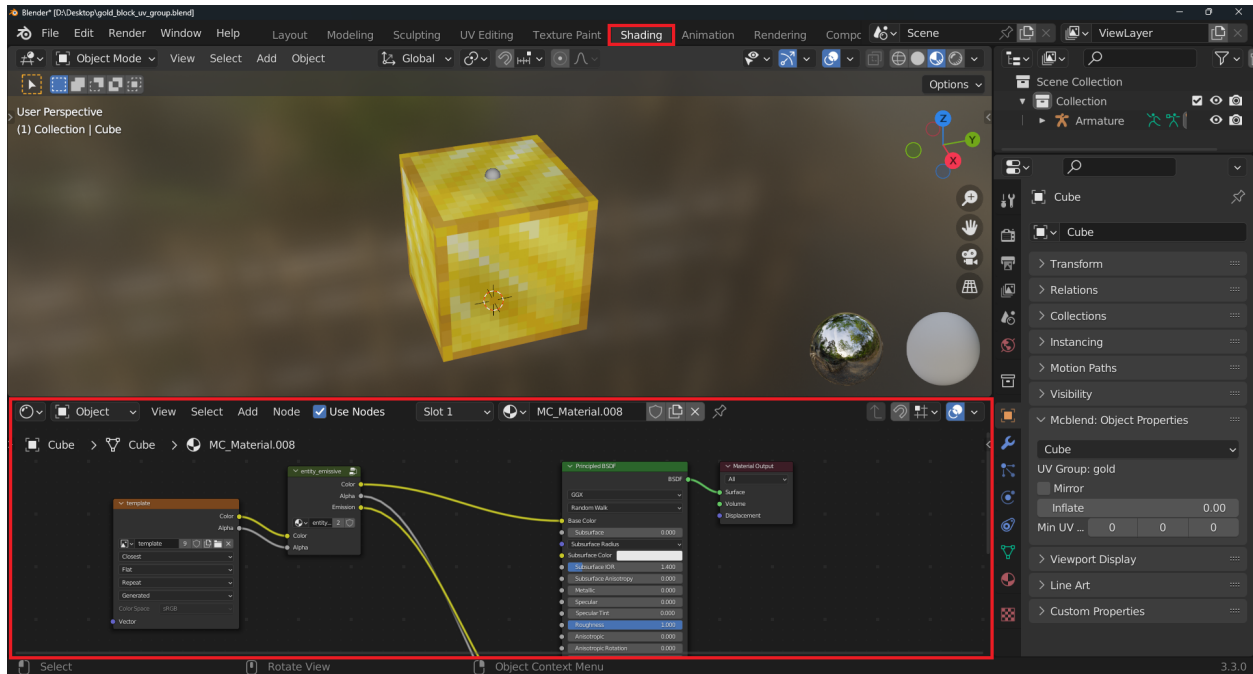 Blender* [D:\Desktop\gold_block_uv_group.blend]
File Edit Render Window Help Layout Modeling Sculpting UV Editing Texture Paint Shading Animation Rendering Compc Scene ViewLayer
Object Mode View Select Add Object Global
Options
User Perspective
(1) Collection | Cube
Z
Y
X
Scene Collection
Collection
Armature
Cube
Cube
Transform
Relations
Collections
Instancing
Motion Paths
Visibility
Mcblend: Object Properties
Cube
UV Group: gold
Mirror
Inflate 0.00
Min UV ... 0 0 0
Viewport Display
Line Art
Custom Properties
Object View Select Add Node Use Nodes Slot 1 MC_Material.008
Cube > Cube > MC_Material.008
template
Color
Alpha
template 9
Closest
Flat
Repeat
Generated
Color Space sRGB
Vector
entity_emissive
Color
Alpha
Emission
entity_... 2
Color
Alpha
Principled BSDF
BSDF
GGX
Random Walk
Base Color
Subsurface 0.000
Subsurface Radius
Subsurface Color
Subsurface IOR 1.400
Subsurface Anisotropy 0.000
Metallic 0.000
Specular 0.000
Specular Tint 0.000
Roughness 1.000
Anisotropic 0.000
Anisotropic Rotation 0.000
Material Output
All
Surface
Volume
Displacement
Select Rotate View Object Context Menu 3.3.0